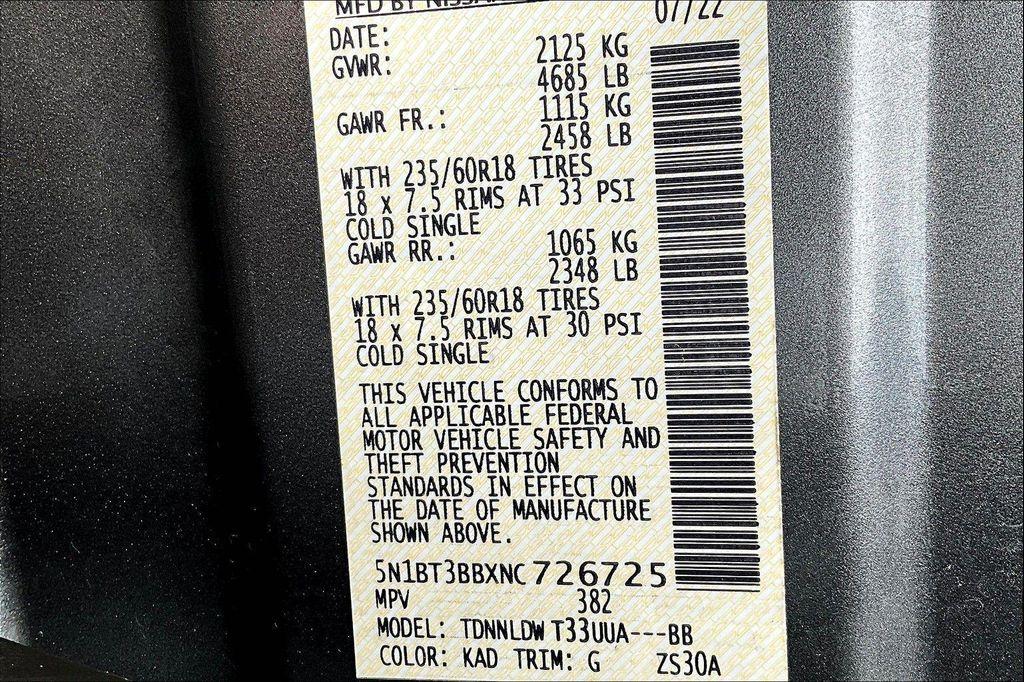 MFD BY NISSAN
DATE: 07/22
GVWR: 2125 KG
4685 LB
GAWR FR.: 1115 KG
2458 LB
WITH 235/60R18 TIRES
18 x 7.5 RIMS AT 33 PSI
COLD SINGLE
GAWR RR.: 1065 KG
2348 LB
WITH 235/60R18 TIRES
18 x 7.5 RIMS AT 30 PSI
COLD SINGLE
THIS VEHICLE CONFORMS TO
ALL APPLICABLE FEDERAL
MOTOR VEHICLE SAFETY AND
THEFT PREVENTION
STANDARDS IN EFFECT ON
THE DATE OF MANUFACTURE
SHOWN ABOVE.
5N1BT3BBXNC726725
MPV 382
MODEL: TDNNLDW T33UUA---BB
COLOR: KAD TRIM: G ZS30A